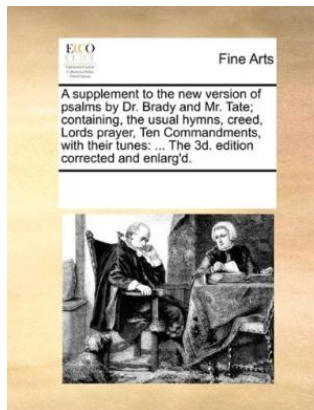 ECCO
Fine Arts
A supplement to the new version of
psalms by Dr. Brady and Mr. Tate;
containing, the usual hymns, creed,
Lords prayer, Ten Commandments,
with their tunes: ... The 3d. edition
corrected and enlarg'd.